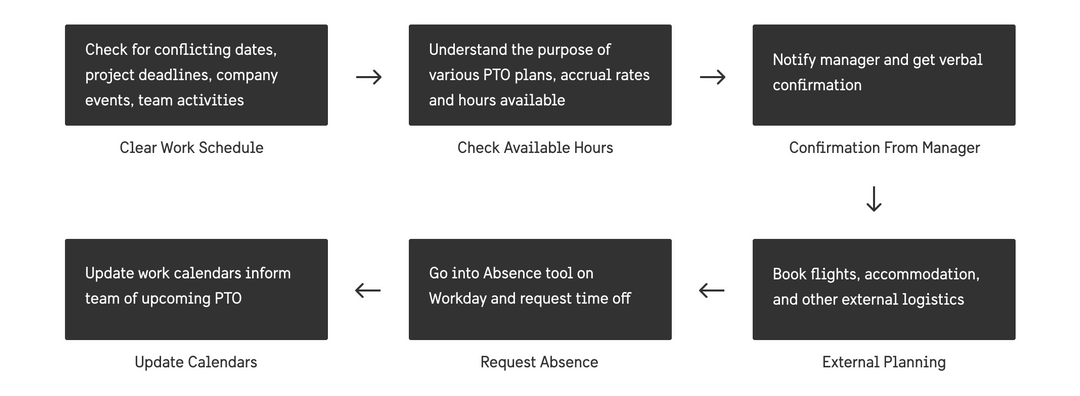 Check for conflicting dates,
project deadlines, company
events, team activities
Clear Work Schedule
Understand the purpose of
various PTO plans, accrual rates
and hours available
Check Available Hours
Notify manager and get verbal
confirmation
Confirmation From Manager
Book flights, accommodation,
and other external logistics
External Planning
Go into Absence tool on
Workday and request time off
Request Absence
Update work calendars inform
team of upcoming PTO
Update Calendars